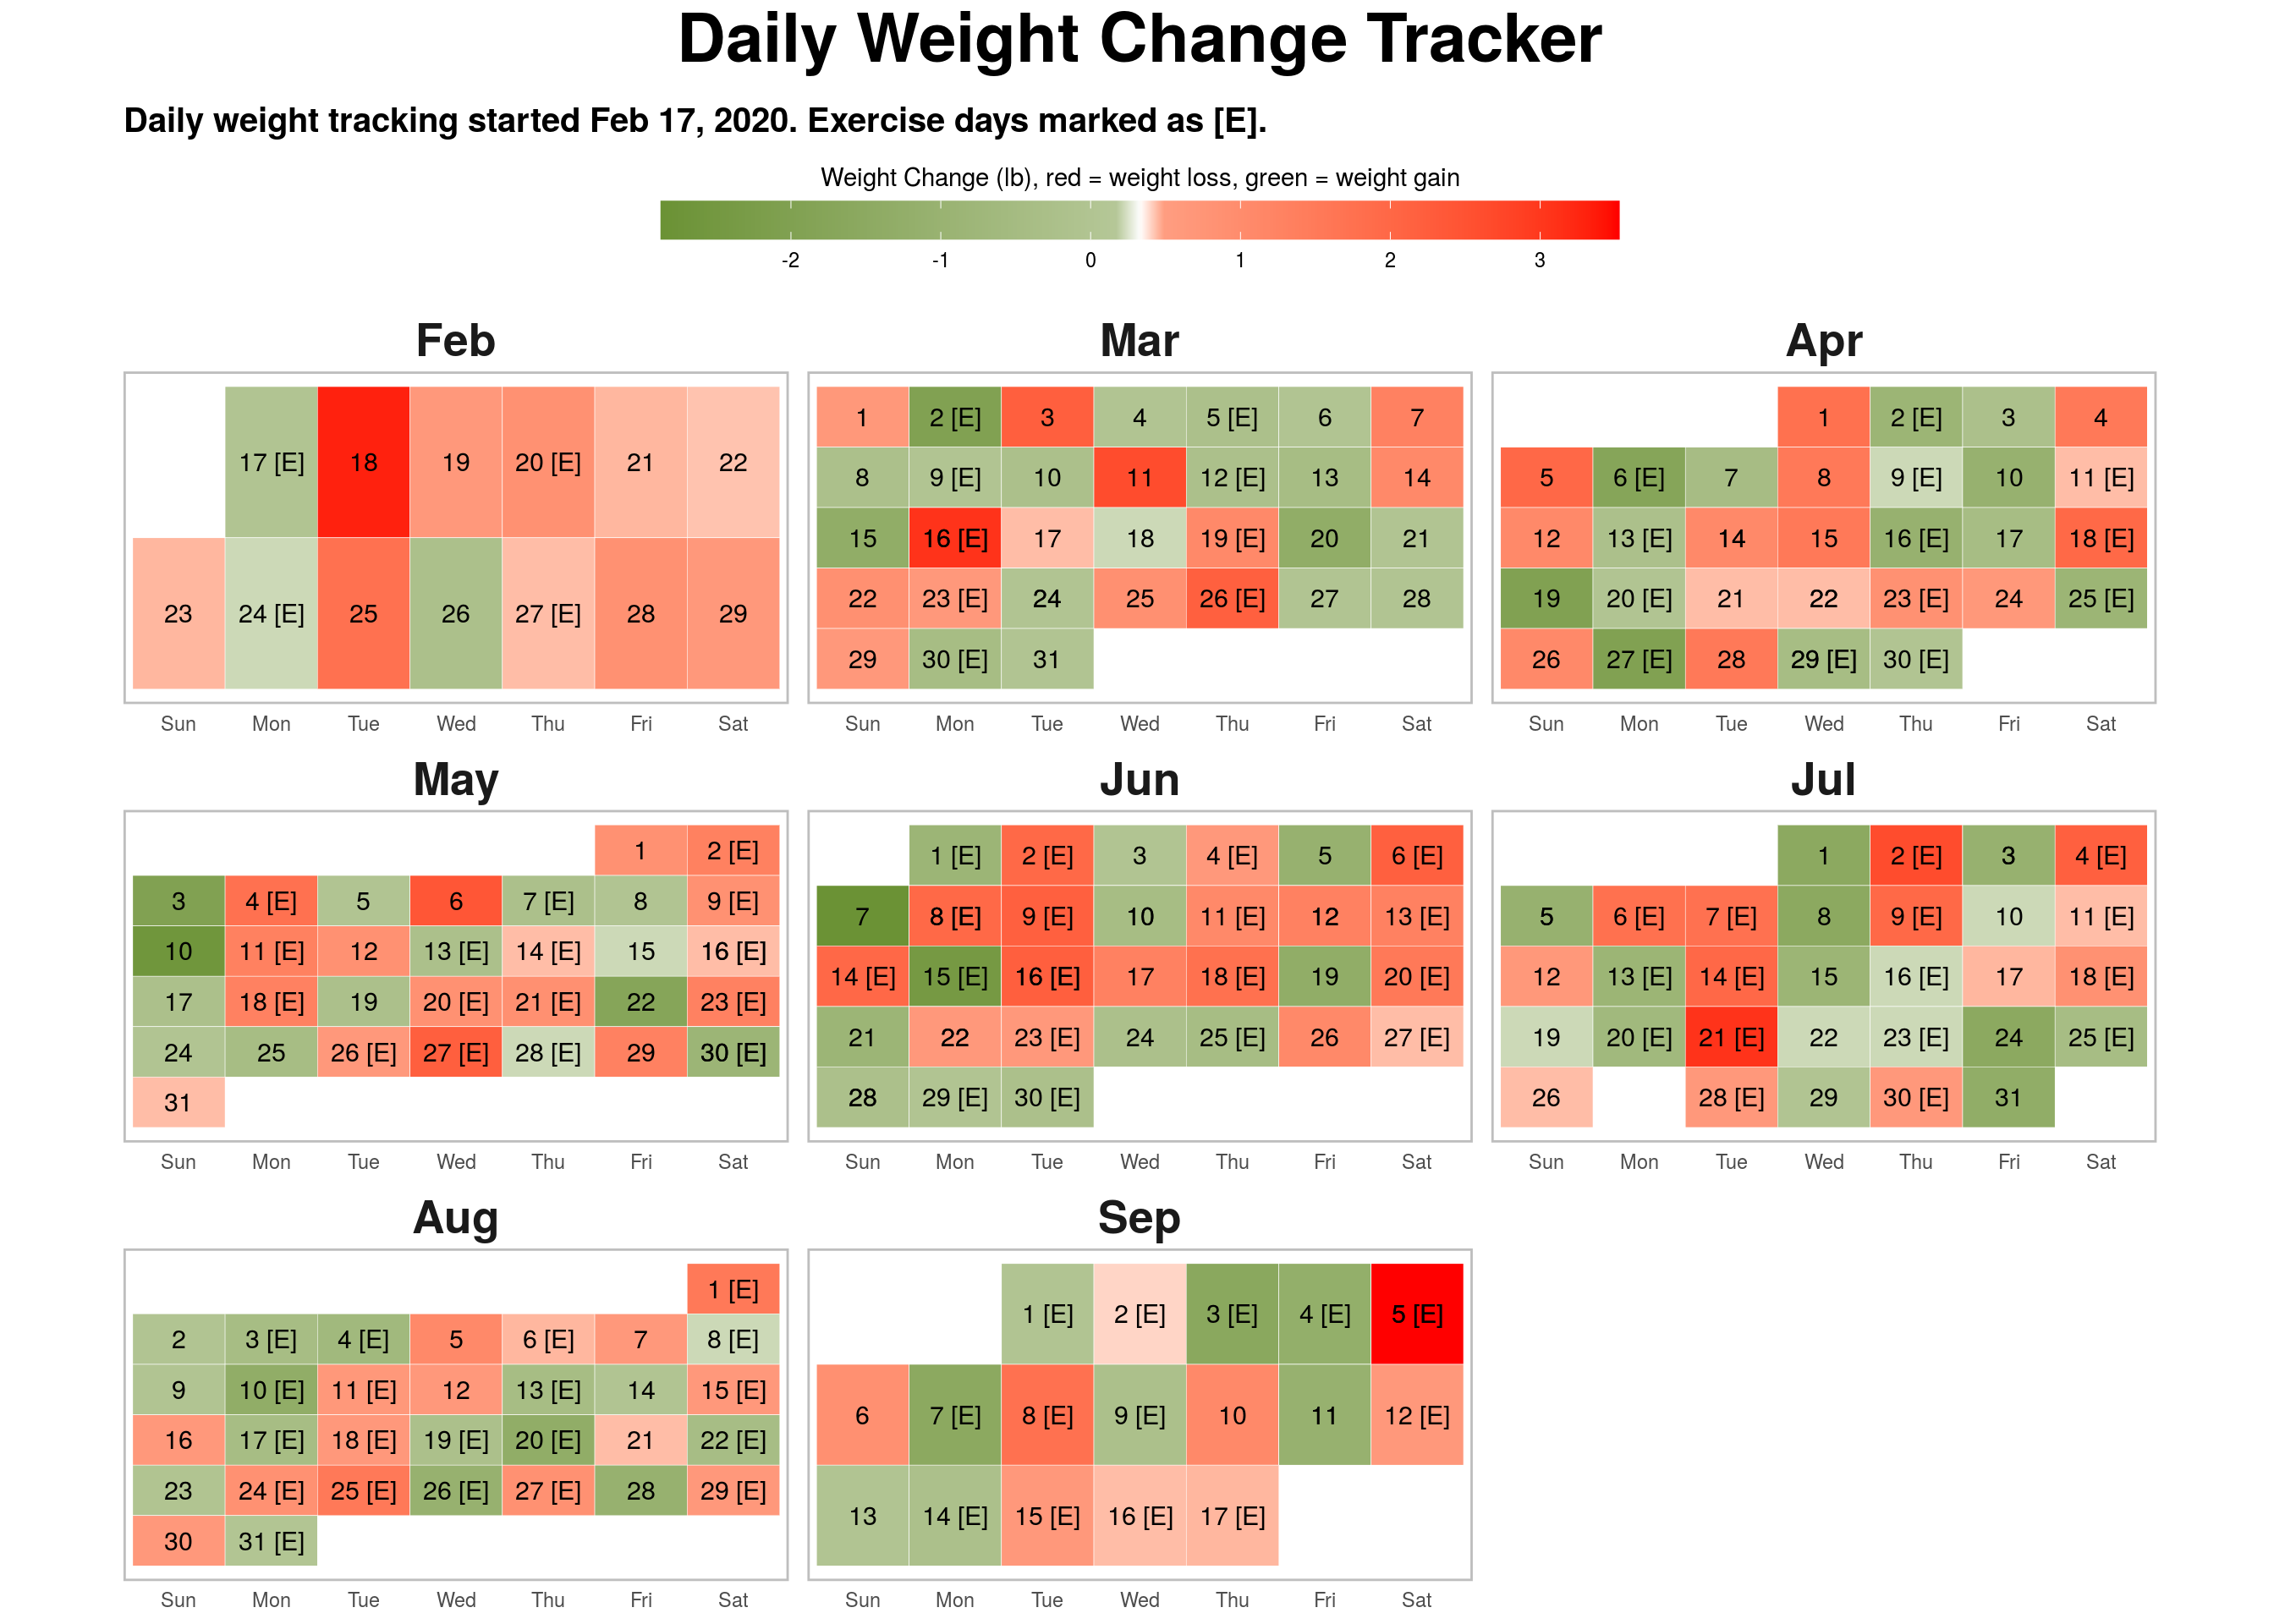 Daily Weight Change Tracker
Daily weight tracking started Feb 17, 2020. Exercise days marked as [E].
Weight Change (lb), red = weight loss, green = weight gain
-2 -1 0 1 2 3
Feb
17 [E] 18 19 20 [E] 21 22
23 24 [E] 25 26 27 [E] 28 29
Sun Mon Tue Wed Thu Fri Sat
Mar
1 2 [E] 3 4 5 [E] 6 7
8 9 [E] 10 11 12 [E] 13 14
15 16 [E] 17 18 19 [E] 20 21
22 23 [E] 24 25 26 [E] 27 28
29 30 [E] 31
Sun Mon Tue Wed Thu Fri Sat
Apr
1 2 [E] 3 4
5 6 [E] 7 8 9 [E] 10 11 [E]
12 13 [E] 14 15 16 [E] 17 18 [E]
19 20 [E] 21 22 23 [E] 24 25 [E]
26 27 [E] 28 29 [E] 30 [E]
Sun Mon Tue Wed Thu Fri Sat
May
1 2 [E]
3 4 [E] 5 6 7 [E] 8 9 [E]
10 11 [E] 12 13 [E] 14 [E] 15 16 [E]
17 18 [E] 19 20 [E] 21 [E] 22 23 [E]
24 25 26 [E] 27 [E] 28 [E] 29 30 [E]
31
Sun Mon Tue Wed Thu Fri Sat
Jun
1 [E] 2 [E] 3 4 [E] 5 6 [E]
7 8 [E] 9 [E] 10 11 [E] 12 13 [E]
14 [E] 15 [E] 16 [E] 17 18 [E] 19 20 [E]
21 22 23 [E] 24 25 [E] 26 27 [E]
28 29 [E] 30 [E]
Sun Mon Tue Wed Thu Fri Sat
Jul
1 2 [E] 3 4 [E]
5 6 [E] 7 [E] 8 9 [E] 10 11 [E]
12 13 [E] 14 [E] 15 16 [E] 17 18 [E]
19 20 [E] 21 [E] 22 23 [E] 24 25 [E]
26 28 [E] 29 30 [E] 31
Sun Mon Tue Wed Thu Fri Sat
Aug
1 [E]
2 3 [E] 4 [E] 5 6 [E] 7 8 [E]
9 10 [E] 11 [E] 12 13 [E] 14 15 [E]
16 17 [E] 18 [E] 19 [E] 20 [E] 21 22 [E]
23 24 [E] 25 [E] 26 [E] 27 [E] 28 29 [E]
30 31 [E]
Sun Mon Tue Wed Thu Fri Sat
Sep
1 [E] 2 [E] 3 [E] 4 [E] 5 [E]
6 7 [E] 8 [E] 9 [E] 10 11 12 [E]
13 14 [E] 15 [E] 16 [E] 17 [E]
Sun Mon Tue Wed Thu Fri Sat